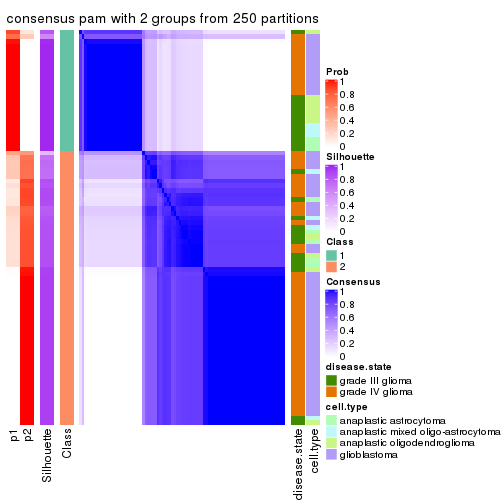 consensus pam with 2 groups from 250 partitions
Prob
1
0.8
0.6
0.4
0.2
0
Silhouette
1
0.8
0.6
0.4
0.2
0
Class
1
2
Consensus
1
0.8
0.6
0.4
0.2
0
disease.state
grade III glioma
grade IV glioma
cell.type
anaplastic astrocytoma
anaplastic mixed oligo-astrocytoma
anaplastic oligodendroglioma
glioblastoma
p1
p2
Silhouette
Class
disease.state
cell.type